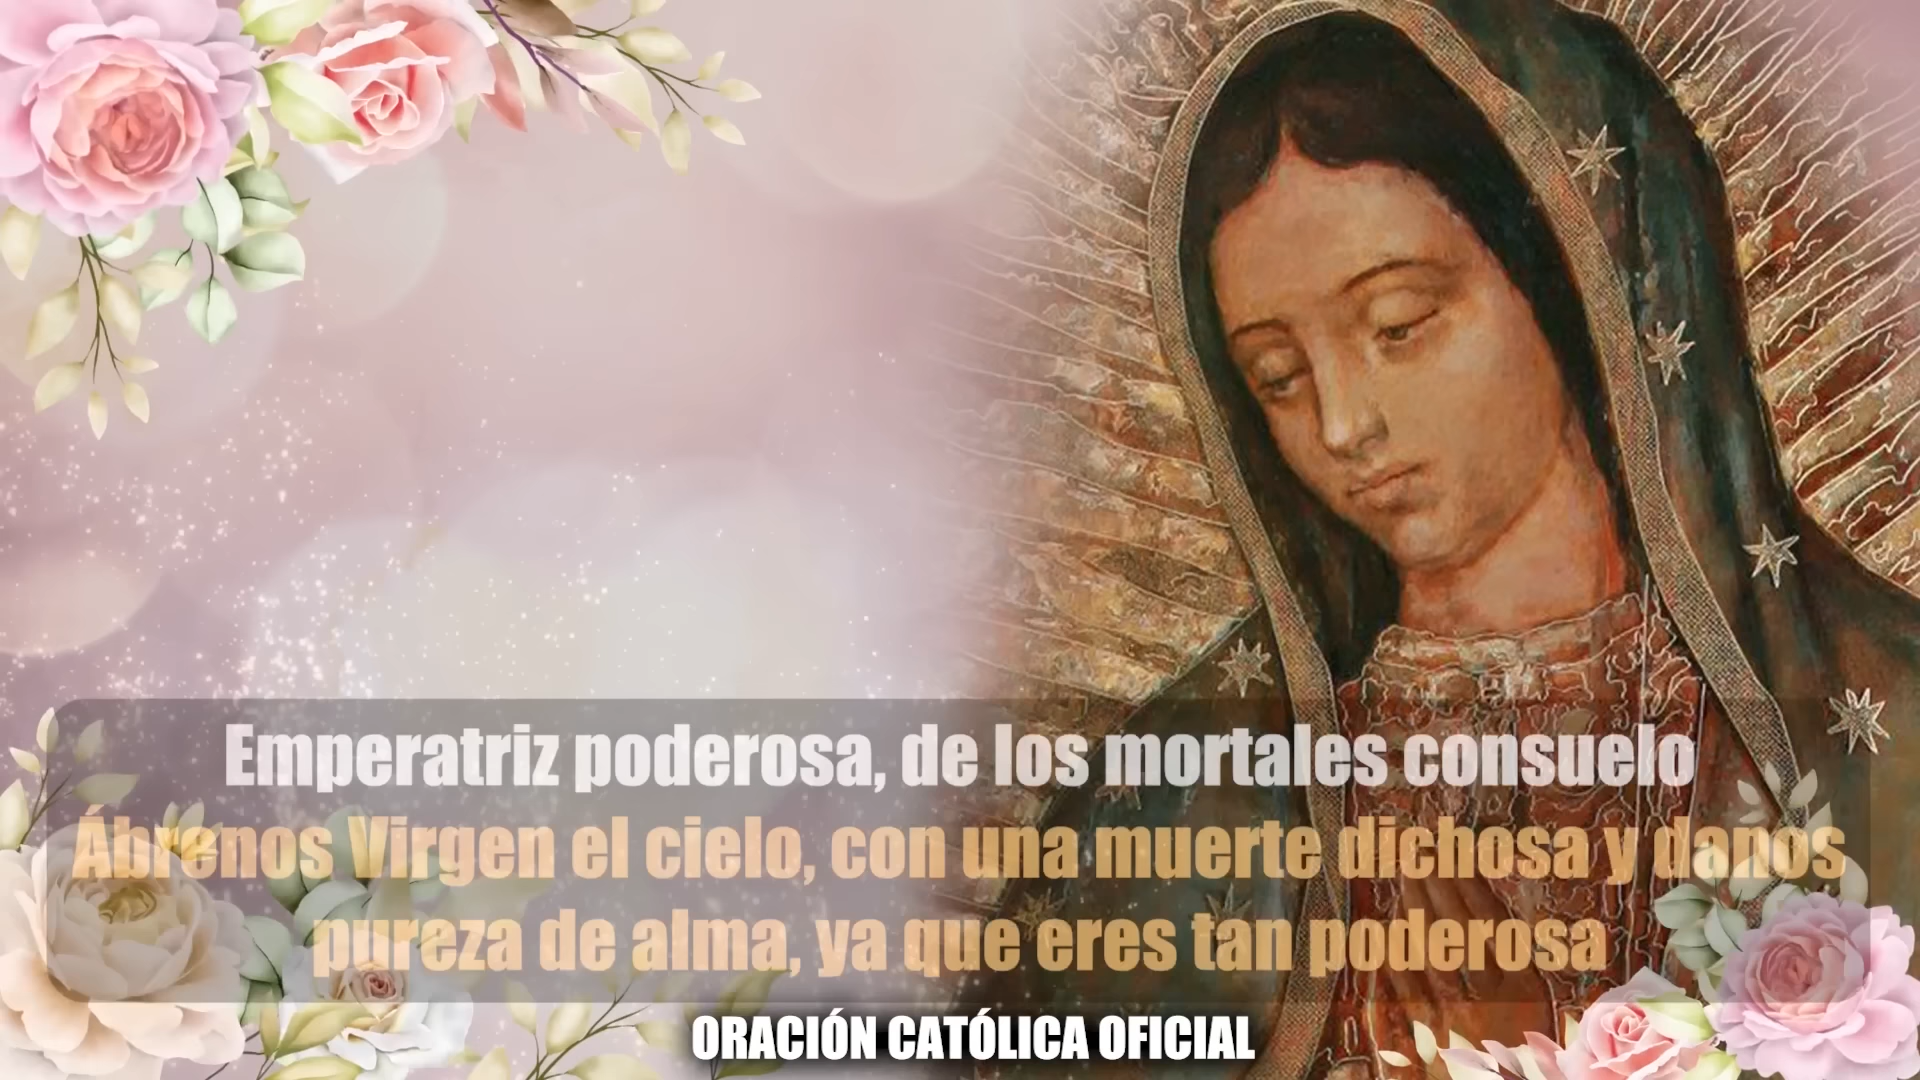 Emperatriz poderosa, de los mortales consuelo
Ábrenos Virgen el cielo, con una muerte dichosa y danos
pureza de alma, ya que eres tan poderosa
ORACIÓN CATÓLICA OFICIAL